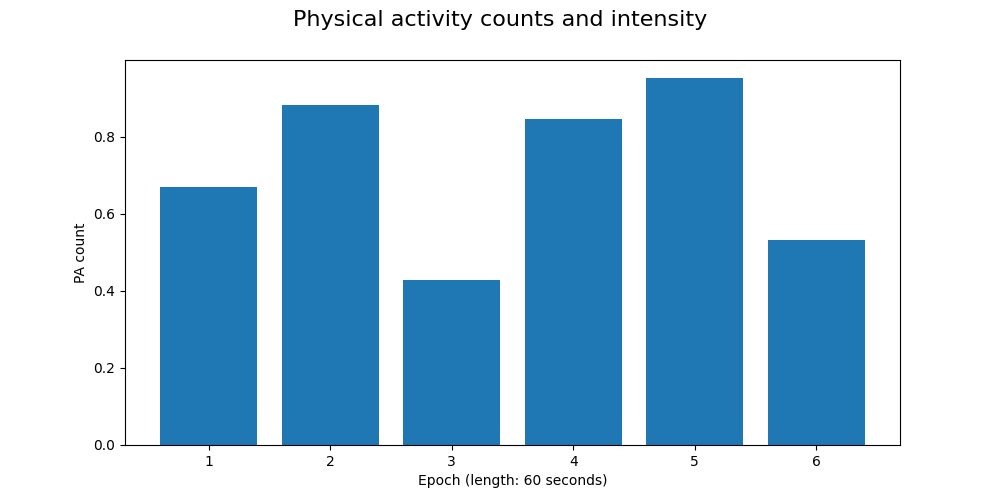 Physical activity counts and intensity
0.8
0.6
PA count
0.4
0.2
0.0
1 2 3 4 5 6
Epoch (length: 60 seconds)